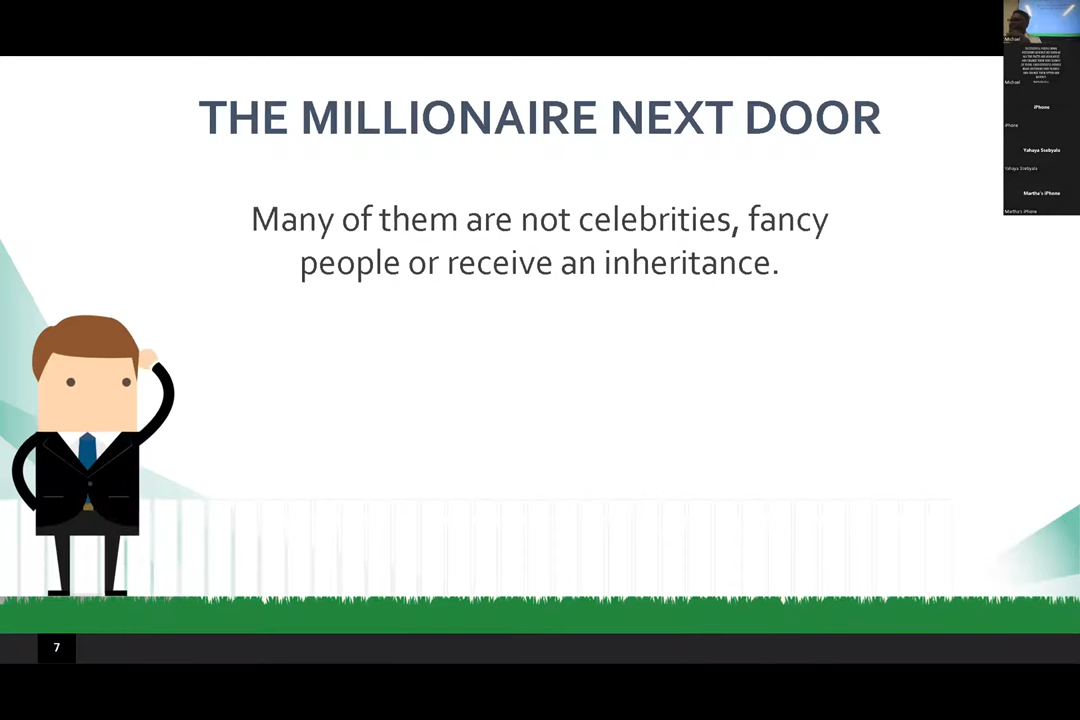 THE MILLIONAIRE NEXT DOOR
Many of them are not celebrities, fancy
people or receive an inheritance.
7
Michael
Michael
iPhone
iPhone
Yahaya Ssebyala
Yahaya Ssebyala
Martha's iPhone
Martha's iPhone